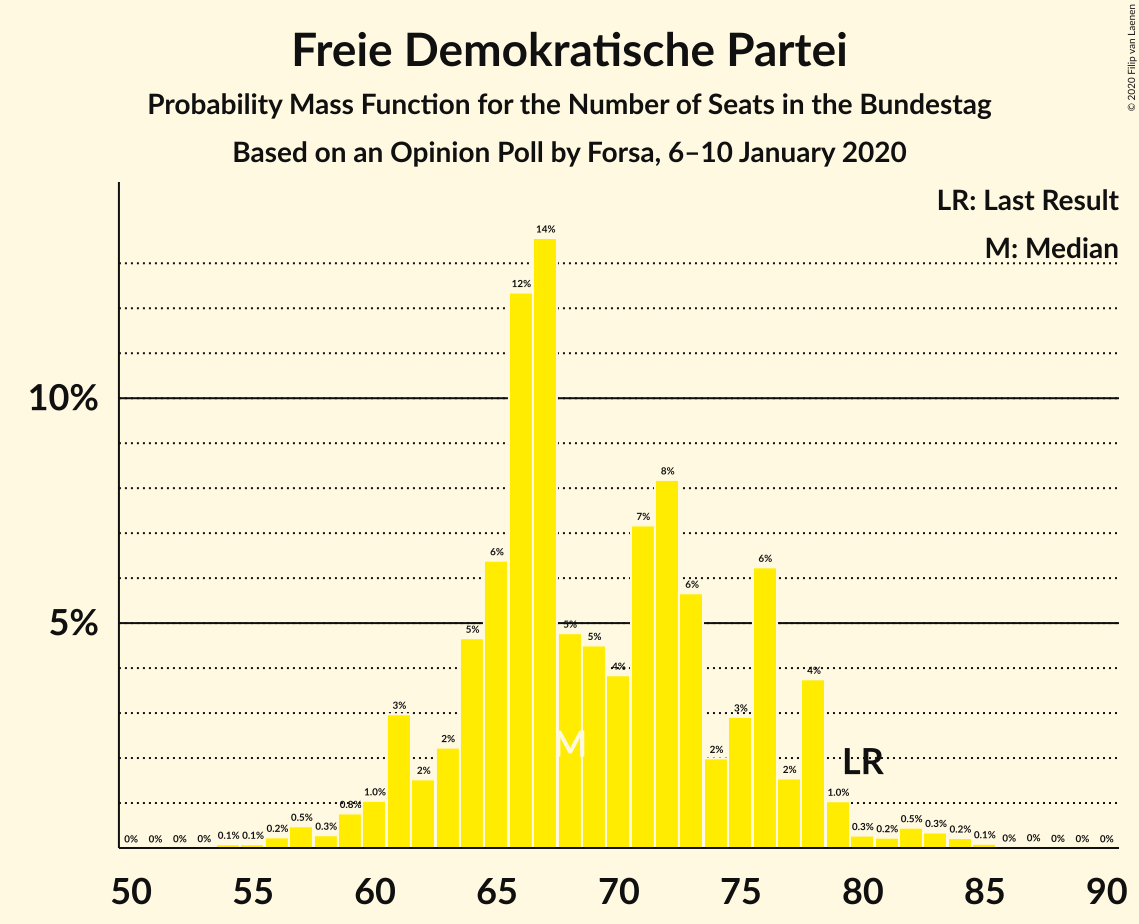 © 2020 Filip van Laenen
Freie Demokratische Partei
Probability Mass Function for the Number of Seats in the Bundestag
Based on an Opinion Poll by Forsa, 6–10 January 2020
LR: Last Result
M: Median
14%
12%
10%
8%
7%
6% 6% 6%
5%
5% 5% 5%
4% 4%
3% 3%
M
LR
2% 2% 2% 2%
0% 0% 0% 0% 0.1% 0.1% 0.2% 0.5% 0.3% 0.8% 1.0% 1.0% 0.3% 0.2% 0.5% 0.3% 0.2% 0.1% 0% 0% 0% 0% 0%
50 55 60 65 70 75 80 85 90